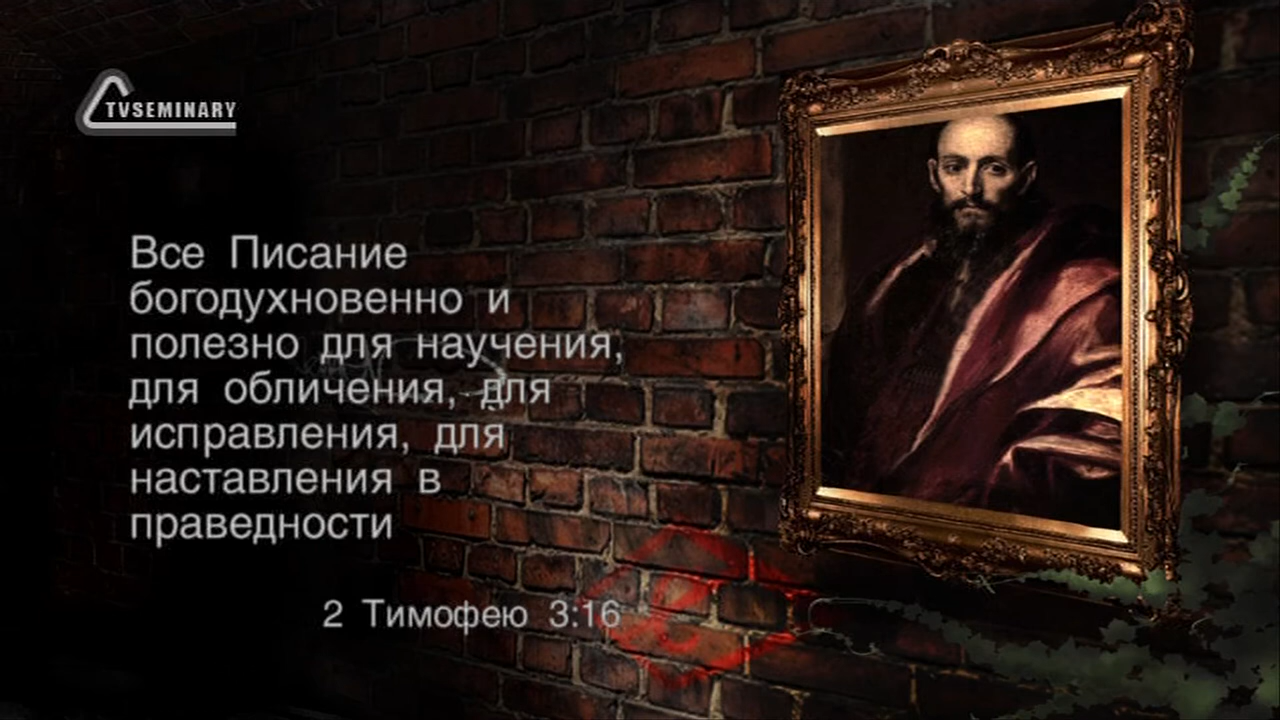 TVSEMINARY
Все Писание
богодухновенно и
полезно для научения,
для обличения, для
исправления, для
наставления в
праведности
2 Тимофею 3:16